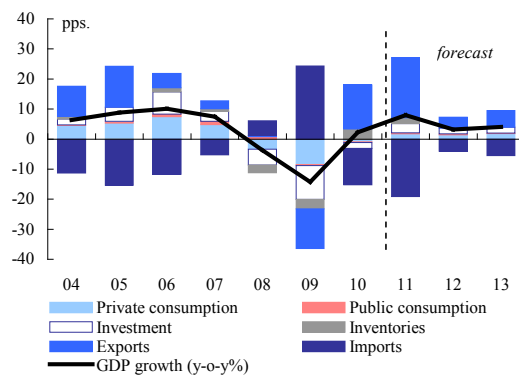 40
pps.
30
forecast
20
10
0
-10
-20
-30
-40
04 05 06 07 08 09 10 11 12 13
Private consumption Public consumption
Investment Inventories
Exports Imports
GDP growth (y-o-y%)